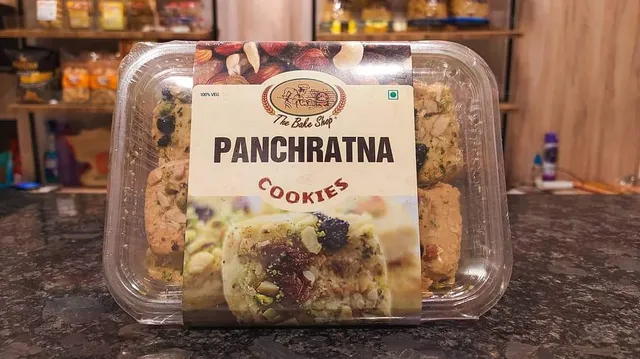 100% VEG
The Bake Shop
PANCHRATNA
COOKIES